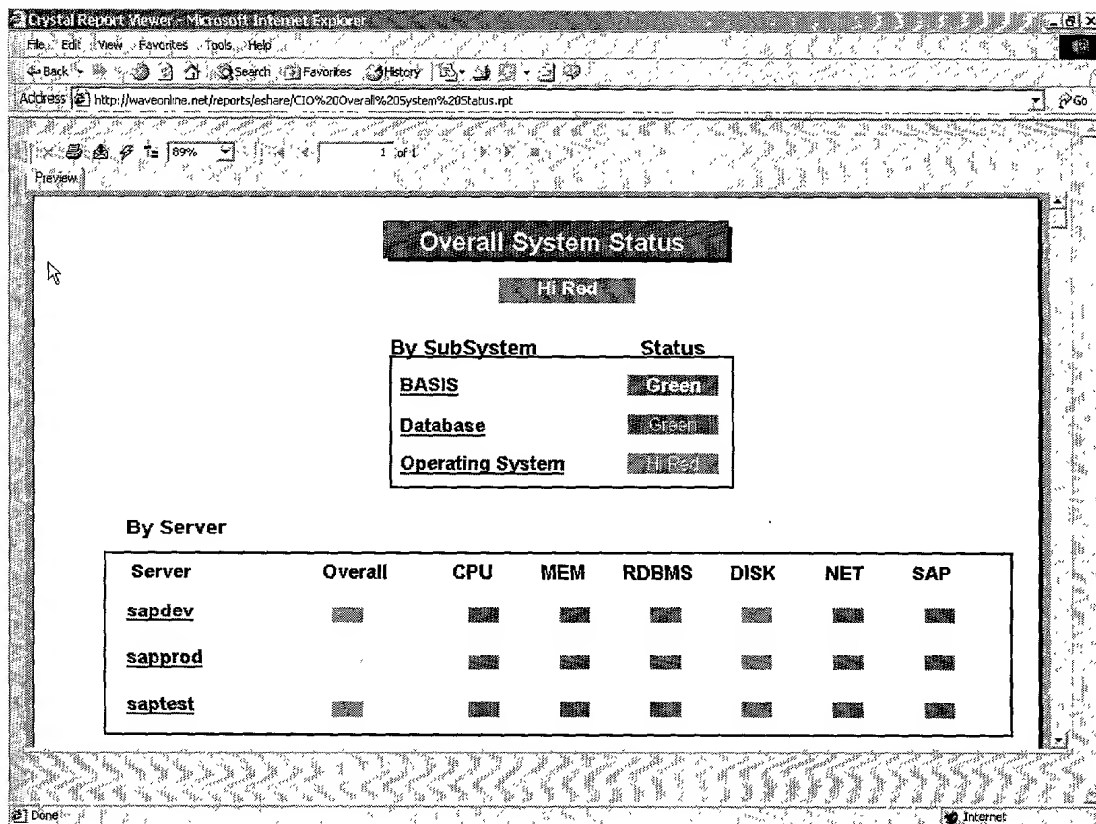 Crystal Report Viewer - Microsoft Internet Explorer
File Edit View Favorites Tools Help
Back Search Favorites History
Address http://waveonline.net/reports/eshare/CIO%20Overall%20System%20Status.rpt Go
89% 1 of 1
Preview
Overall System Status
Hi Red
By SubSystem Status
BASIS Green
Database Green
Operating System Hi Red
By Server
Server Overall CPU MEM RDBMS DISK NET SAP
sapdev
sapprod
saptest
Done Internet